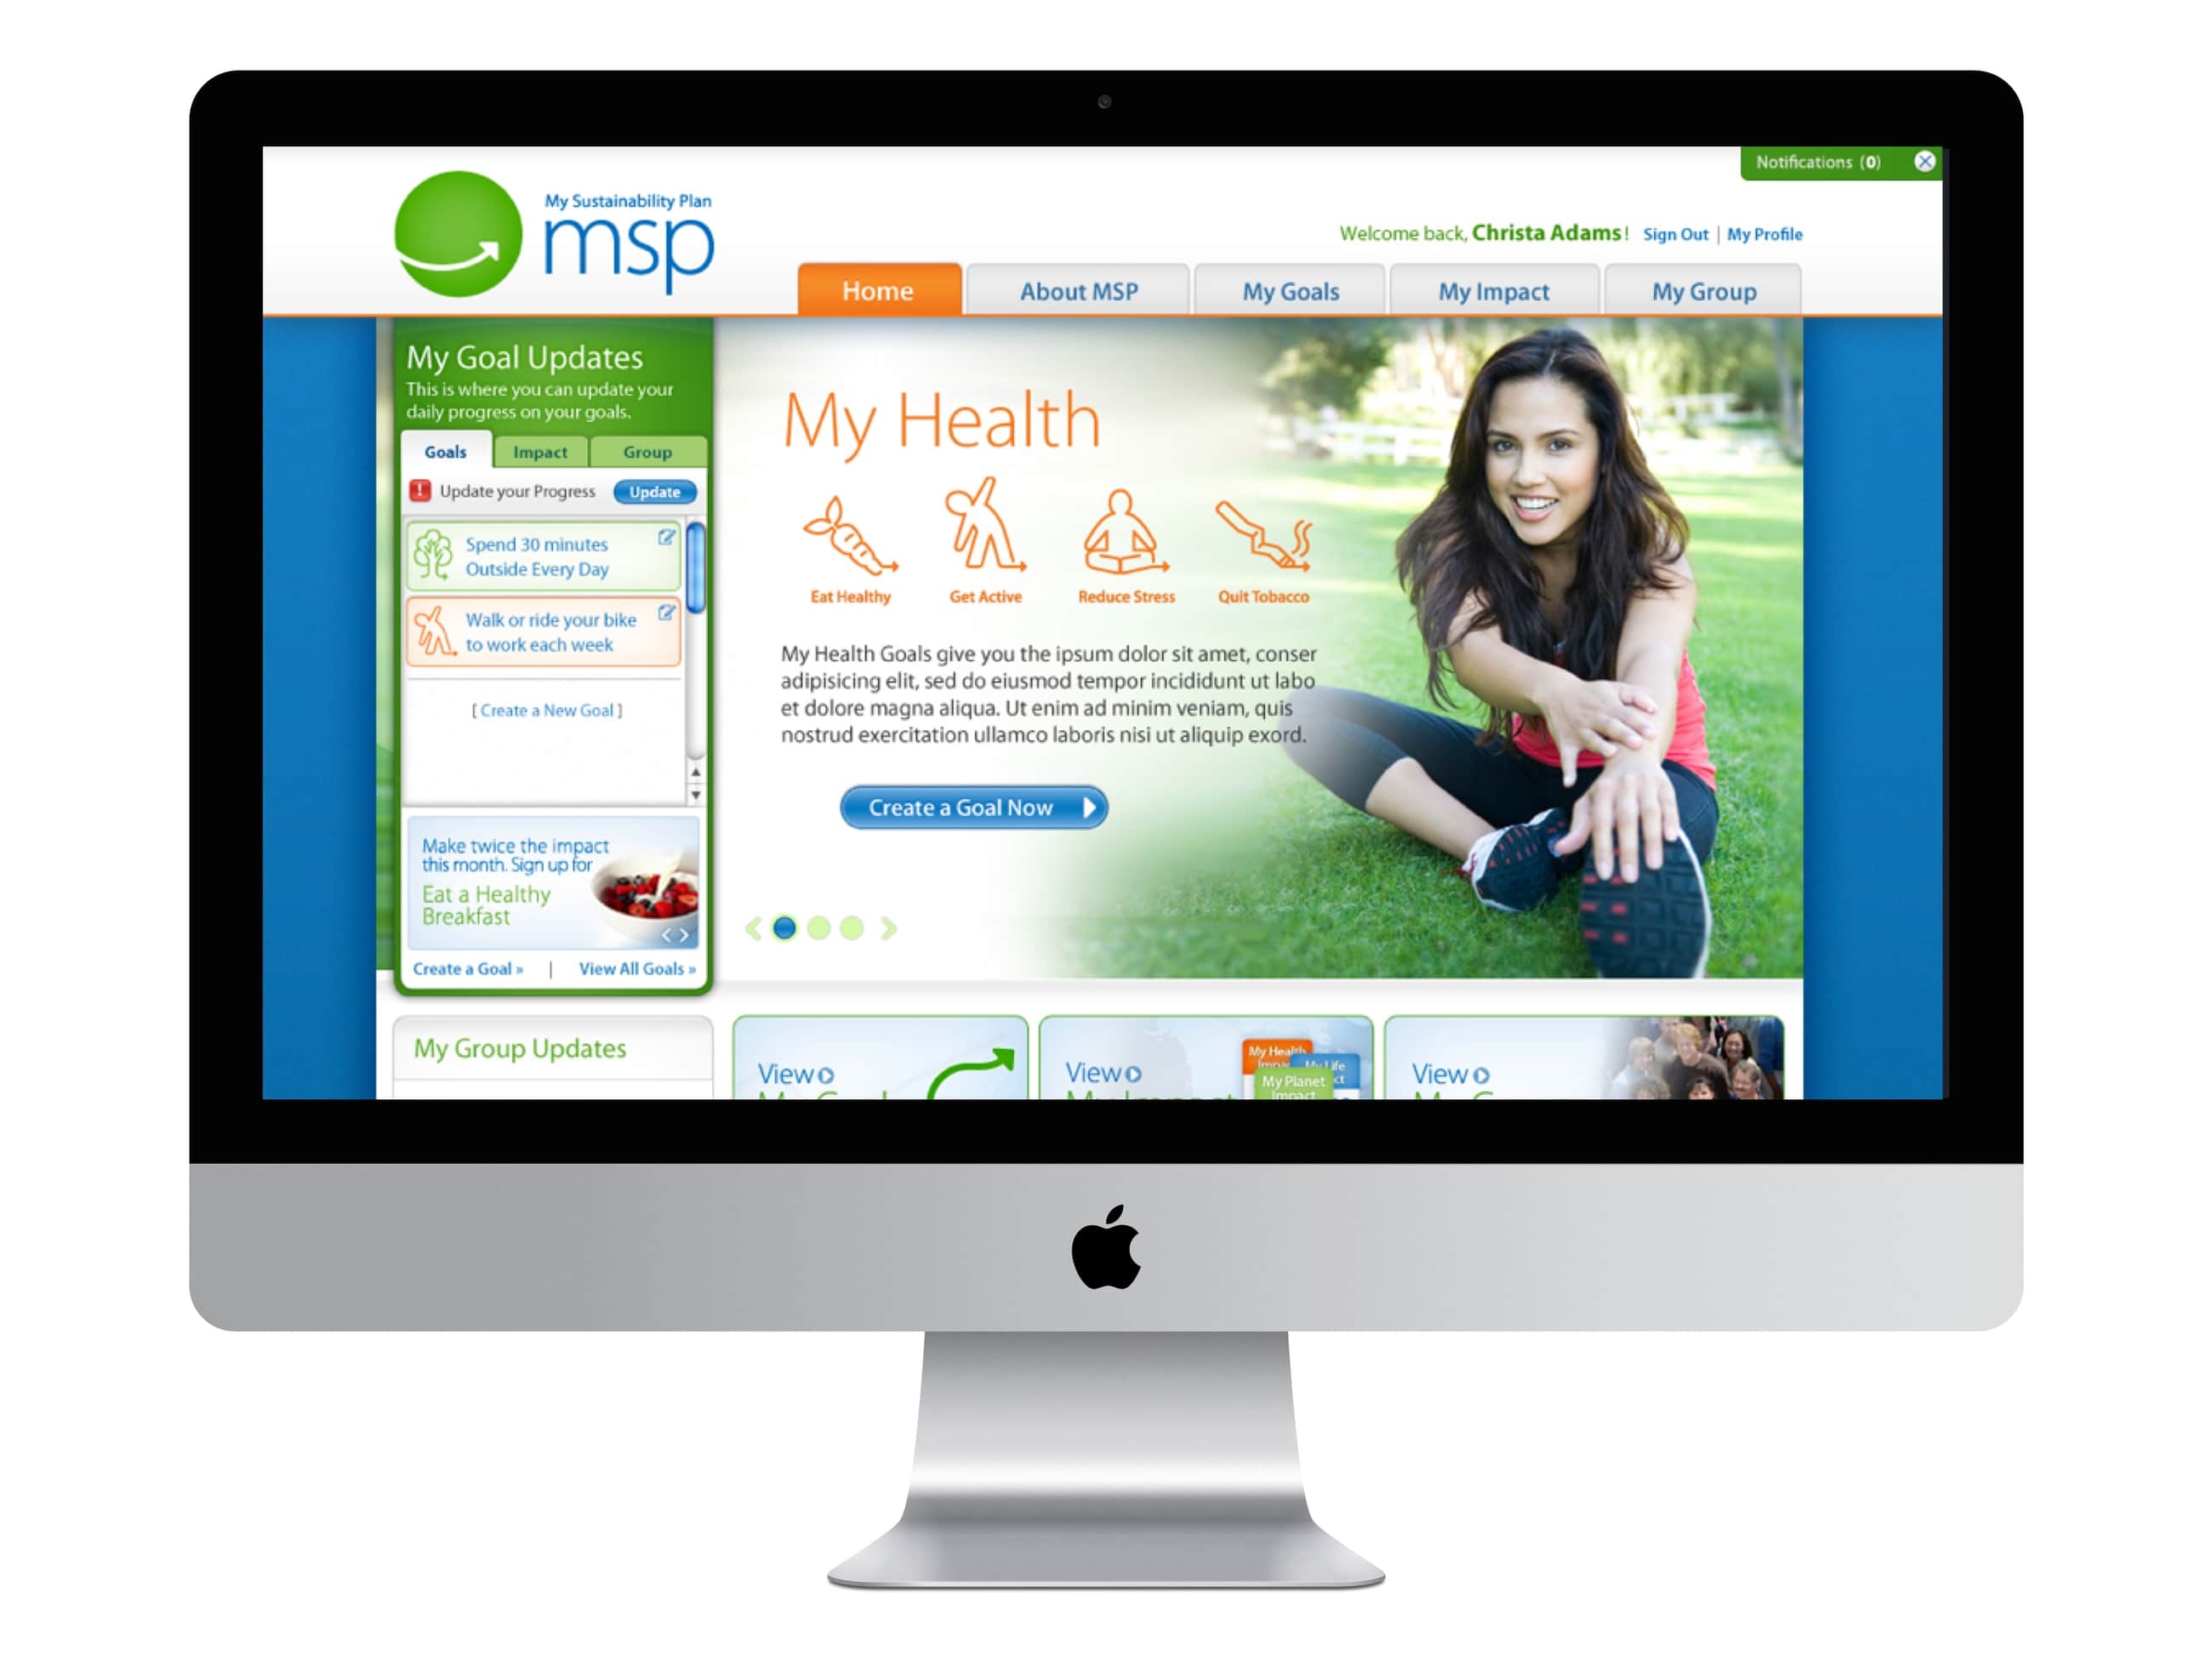 Notifications (0)
My Sustainability Plan
msp
Welcome back, Christa Adams! Sign Out | My Profile
Home
About MSP
My Goals
My Impact
My Group
My Goal Updates
This is where you can update your
daily progress on your goals.
Goals
Impact
Group
! Update your Progress
Update
Spend 30 minutes
Outside Every Day
Walk or ride your bike
to work each week
[ Create a New Goal ]
Make twice the impact
this month. Sign up for
Eat a Healthy
Breakfast
Create a Goal » | View All Goals »
My Health
Eat Healthy
Get Active
Reduce Stress
Quit Tobacco
My Health Goals give you the ipsum dolor sit amet, conser
adipisicing elit, sed do eiusmod tempor incididunt ut labo
et dolore magna aliqua. Ut enim ad minim veniam, quis
nostrud exercitation ullamco laboris nisi ut aliquip exord.
Create a Goal Now
My Group Updates
View
View
My Impact
My Health
My Life
My Planet
Impact
View